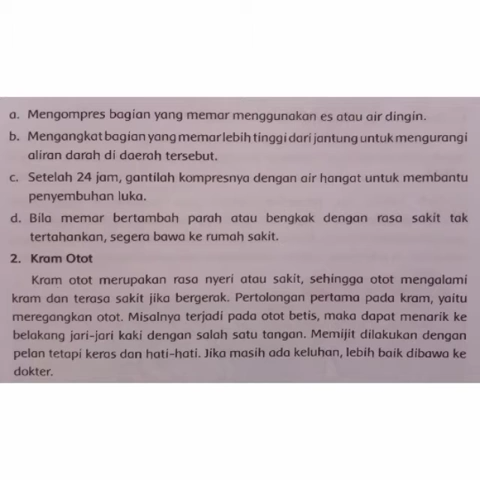 a. Mengompres bagian yang memar menggunakan es atau air dingin.
b. Mengangkat bagian yang memar lebih tinggi dari jantung untuk mengurangi
aliran darah di daerah tersebut.
c. Setelah 24 jam, gantilah kompresnya dengan air hangat untuk membantu
penyembuhan luka.
d. Bila memar bertambah parah atau bengkak dengan rasa sakit tak
tertahankan, segera bawa ke rumah sakit.
2. Kram Otot
Kram otot merupakan rasa nyeri atau sakit, sehingga otot mengalami
kram dan terasa sakit jika bergerak. Pertolongan pertama pada kram, yaitu
meregangkan otot. Misalnya terjadi pada otot betis, maka dapat menarik ke
belakang jari-jari kaki dengan salah satu tangan. Memijit dilakukan dengan
pelan tetapi keras dan hati-hati. Jika masih ada keluhan, lebih baik dibawa ke
dokter.